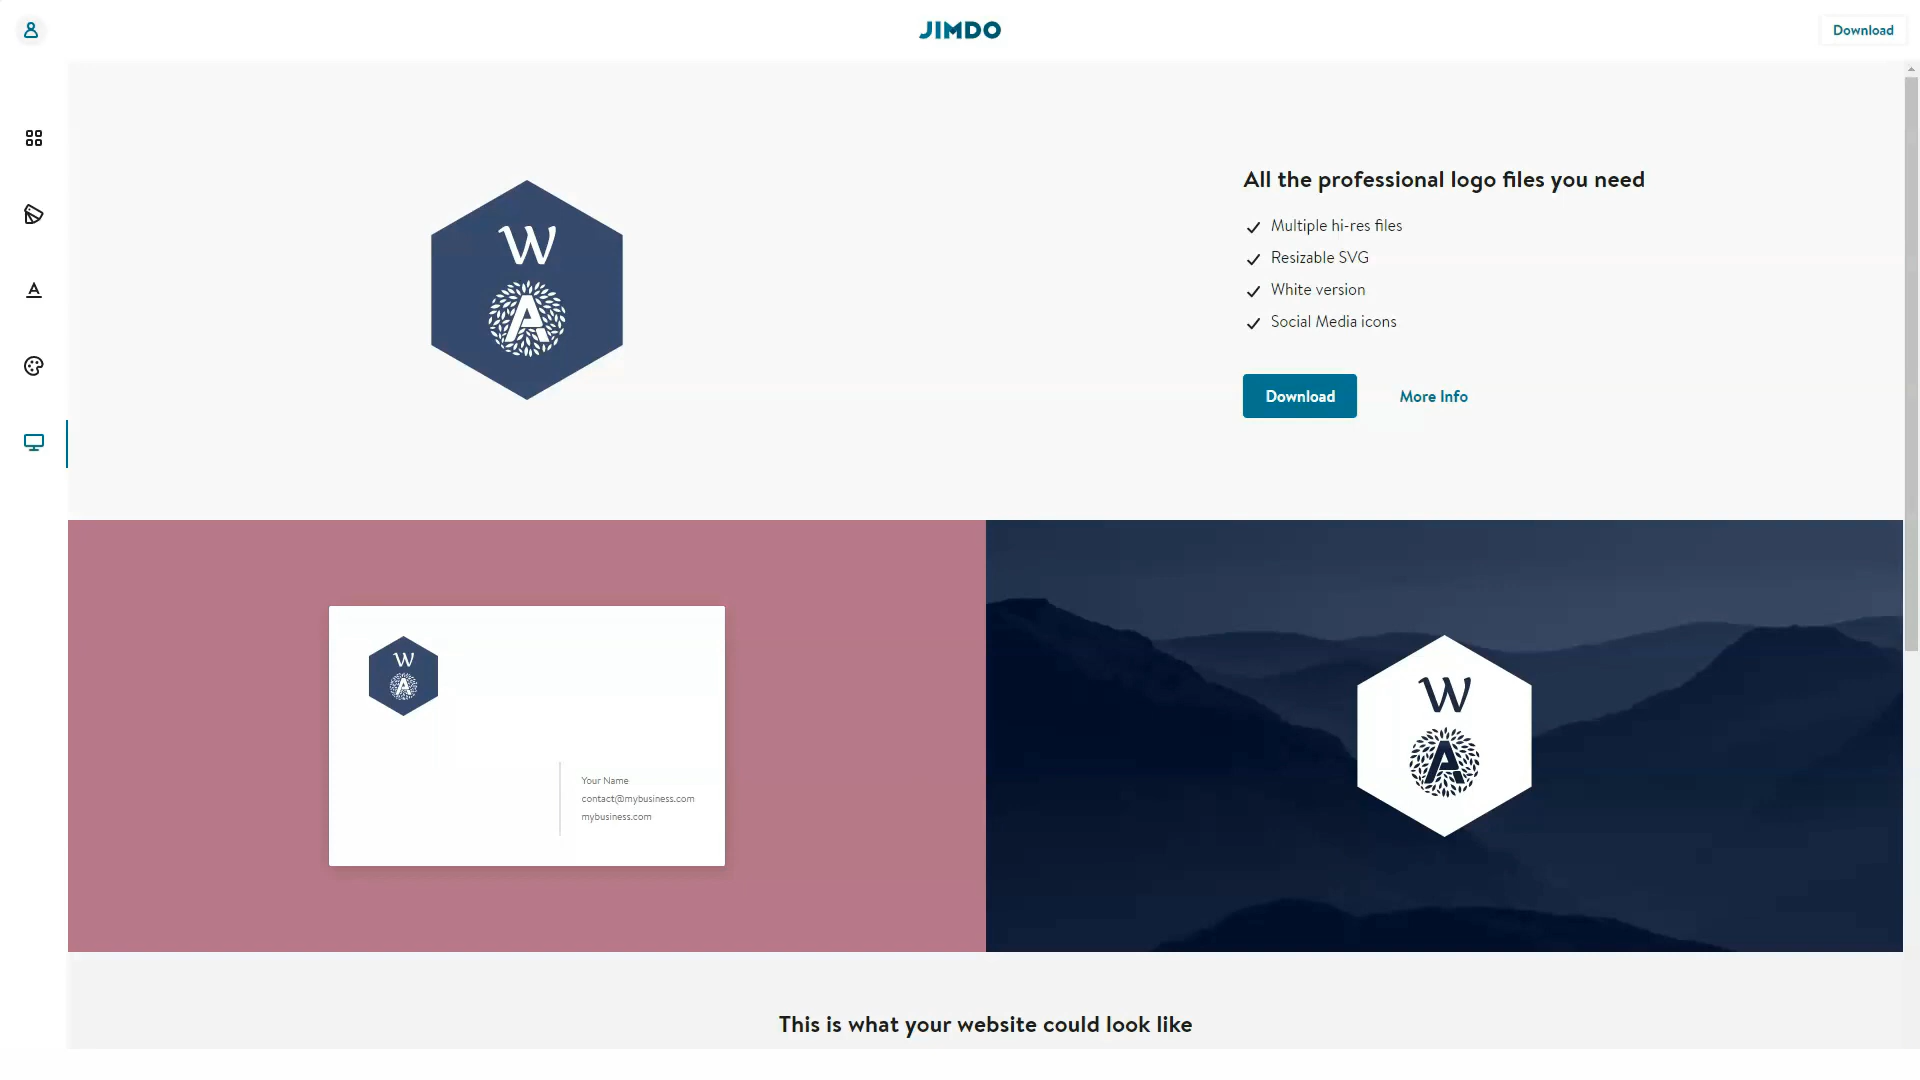 JIMDO
Download
W
A
All the professional logo files you need
Multiple hi-res files
Resizable SVG
White version
Social Media icons
Download
More Info
W
A
Your Name
contact@mybusiness.com
mybusiness.com
W
A
This is what your website could look like